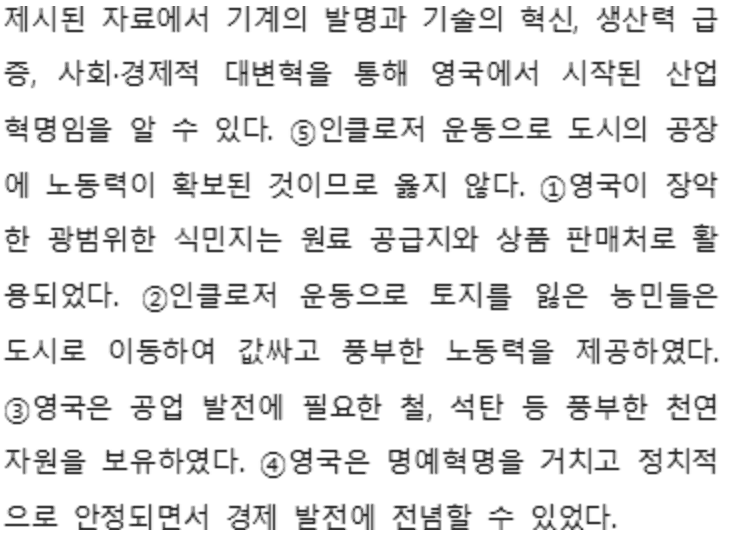 제시된 자료에서 기계의 발명과 기술의 혁신, 생산력 급
증, 사회·경제적 대변혁을 통해 영국에서 시작된 산업
혁명임을 알 수 있다. ⑤인클로저 운동으로 도시의 공장
에 노동력이 확보된 것이므로 옳지 않다. ①영국이 장악
한 광범위한 식민지는 원료 공급지와 상품 판매처로 활
용되었다. ②인클로저 운동으로 토지를 잃은 농민들은
도시로 이동하여 값싸고 풍부한 노동력을 제공하였다.
③영국은 공업 발전에 필요한 철, 석탄 등 풍부한 천연
자원을 보유하였다. ④영국은 명예혁명을 거치고 정치적
으로 안정되면서 경제 발전에 전념할 수 있었다.